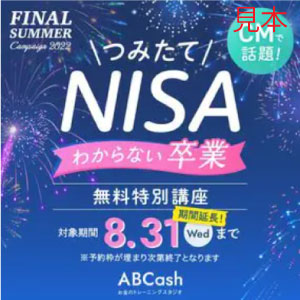 FINAL
SUMMER
Campaign 2022
見本
CMで
話題!
つみたて
NISA
わからない卒業
無料特別講座
期間延長!
対象期間 8.31 Wed まで
※予約枠が埋まり次第終了となります
ABCash
お金のトレーニングスタジオ